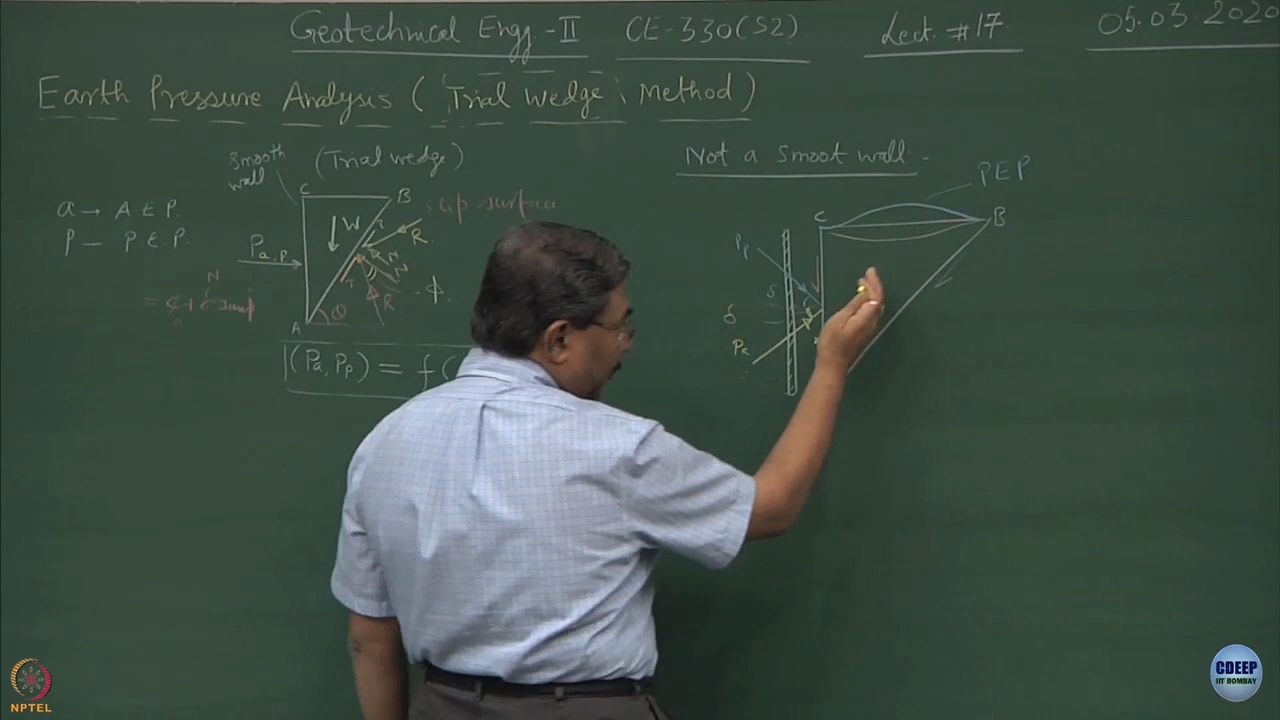 Geotechnical Engg.-II CE-330(S2) Lect. #17 05.03.2020
Earth Pressure Analysis (Trial Wedge Method)
Smooth wall
(Trial wedge)
a → A E P.
P — P E P.
C
B
W
Pa,P
R
N
T
N
R
ϕ
θ
A
(Pa, Pp) = f(
Not a Smoot wall -
PEP
C
B
Pp
δ
δ
Pa
NPTEL
CDEEP
IIT BOMBAY